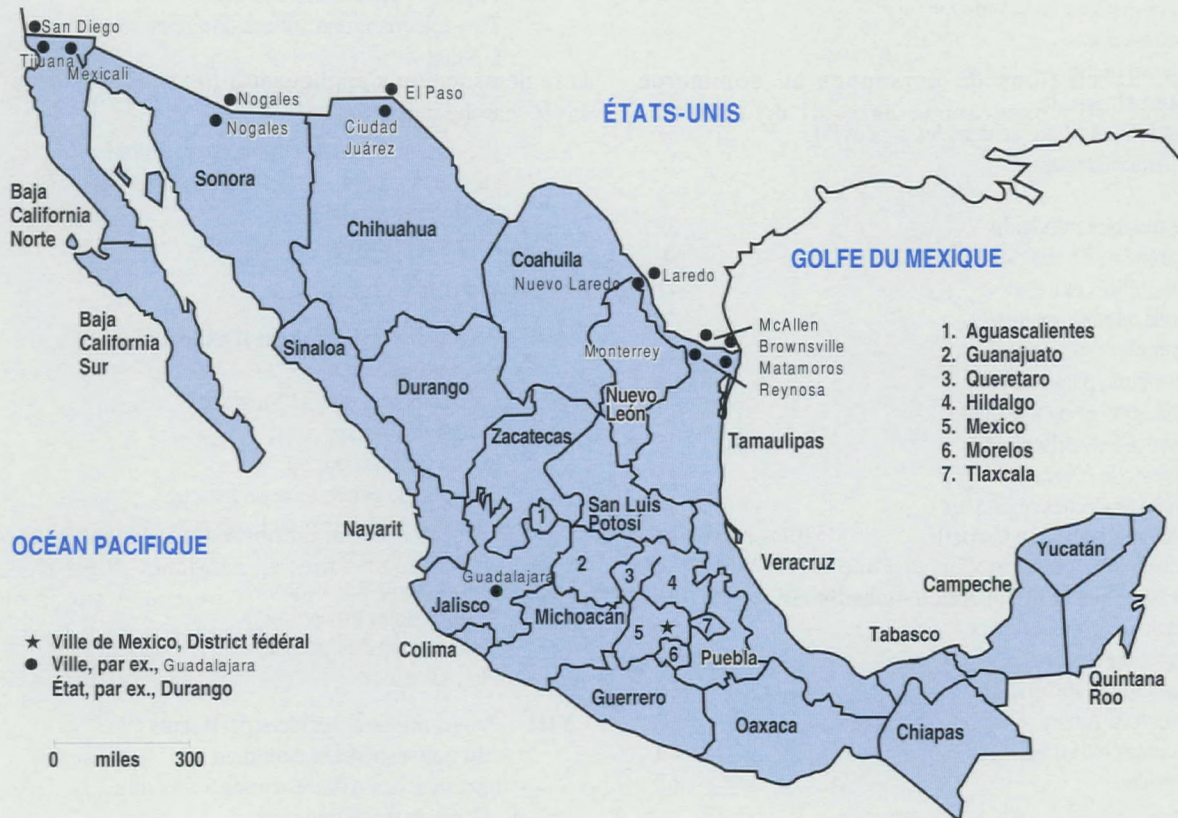 San Diego
Tijuana
Mexicali
Nogales
Nogales
El Paso
Ciudad
Juárez
ÉTATS-UNIS
Sonora
Baja
California
Norte
Chihuahua
Coahuila
Nuevo Laredo
Laredo
GOLFE DU MEXIQUE
Baja
California
Sur
Sinaloa
Durango
Monterrey
McAllen
Brownsville
Matamoros
Reynosa
Nuevo
León
Tamaulipas
Zacatecas
1. Aguascalientes
2. Guanajuato
3. Queretaro
4. Hildalgo
5. Mexico
6. Morelos
7. Tlaxcala
Nayarit
San Luis
Potosí
OCÉAN PACIFIQUE
1
2
3
4
5
6
7
Guadalajara
Jalisco
Michoacán
Colima
Veracruz
Puebla
Guerrero
Oaxaca
Yucatán
Campeche
Tabasco
Quintana
Roo
Chiapas
★ Ville de Mexico, District fédéral
● Ville, par ex., Guadalajara
État, par ex., Durango
0 miles 300